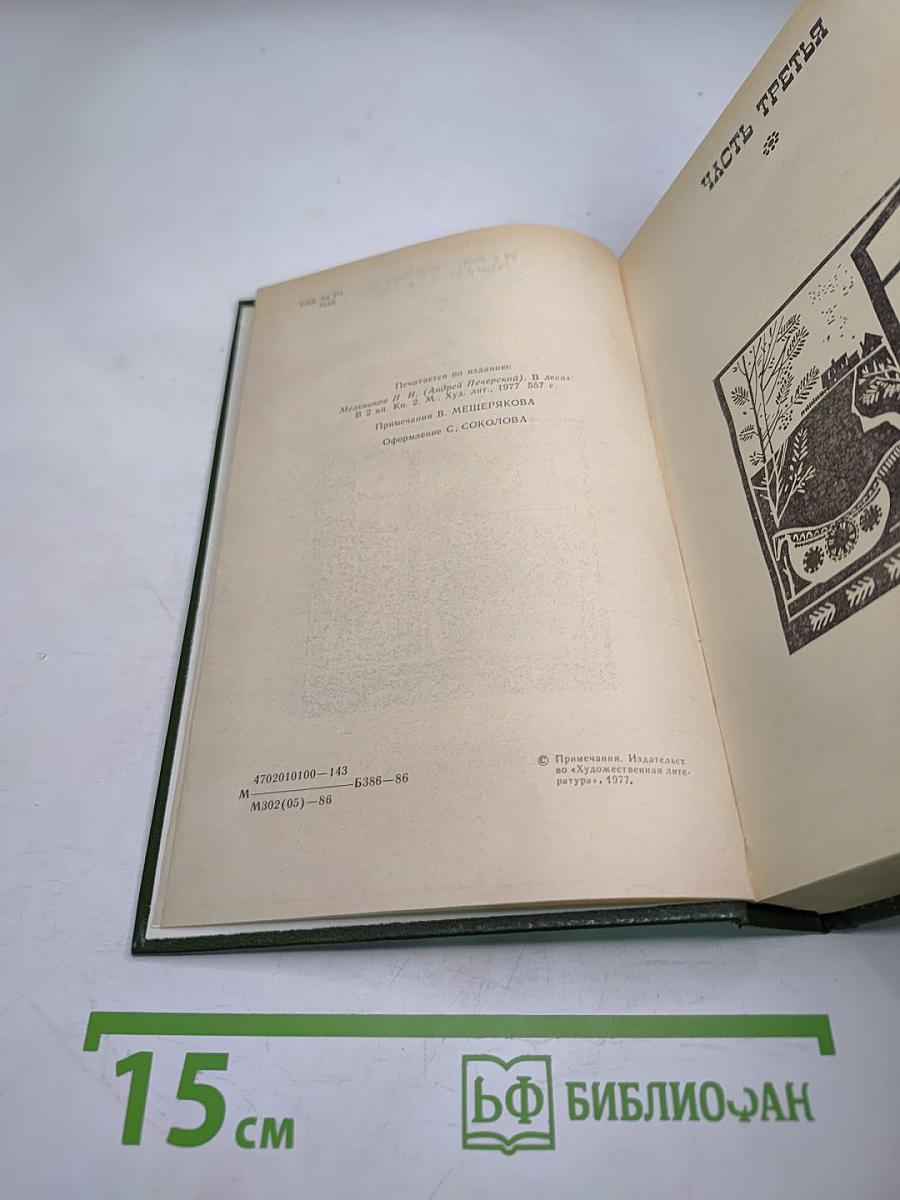 Печатается по изданию:
Мельников П. И. (Андрей Печерский). В лесах:
В 2 кн. Кн. 2. М.: Худ. лит., 1977 557 с.
Примечания В. МЕЩЕРЯКОВА
Оформление С. СОКОЛОВА
4702010100—143
М Б386—86
М302(05)—86
© Примечания. Издательст
во «Художественная лите-
ратура», 1977.
ЧАСТЬ ТРЕТЬЯ
15 см
БФ БИБЛИОФАН